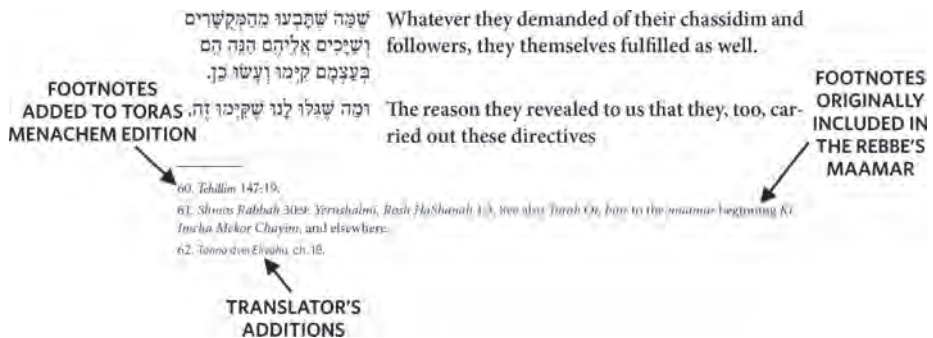 שֶׁמַּה שֶּׁתָּבְעוּ מֵהַמְקֻשָּׁרִים
וְשַׁיָּכִים אֲלֵיהֶם הִנֵּה הֵם
בְּעַצְמָם קִיְּמוּ וְעָשׂוּ כֵן.
Whatever they demanded of their chassidim and
followers, they themselves fulfilled as well.
וּמַה שֶּׁגִּלּוּ לָנוּ שֶׁקִּיְּמוּ זֶה,
The reason they revealed to us that they, too, car-
ried out these directives
FOOTNOTES
ADDED TO TORAS
MENACHEM EDITION
FOOTNOTES
ORIGINALLY
INCLUDED IN
THE REBBE'S
MAAMAR
60. Tehillim 147:19.
61. Shmos Rabbah 30:9; Yerushalmi, Rosh HaShanah 1:3. See also Torah Or, to the maamar beginning Ki
Imcha Mekor Chayim, and elsewhere.
62. Tanna dvei Eliyahu, ch. 18.
TRANSLATOR'S
ADDITIONS